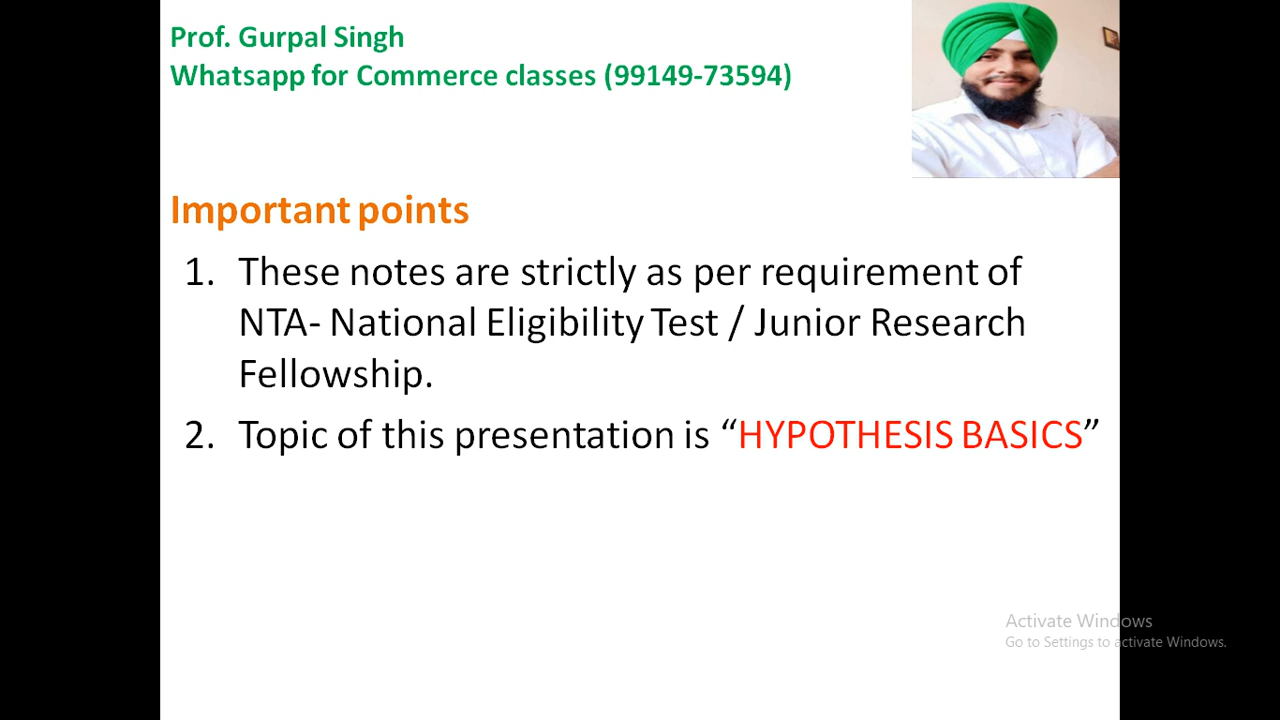 Prof. Gurpal Singh
Whatsapp for Commerce classes (99149-73594)
Important points
1. These notes are strictly as per requirement of
NTA- National Eligibility Test / Junior Research
Fellowship.
2. Topic of this presentation is “HYPOTHESIS BASICS”
Activate Windows
Go to Settings to activate Windows.